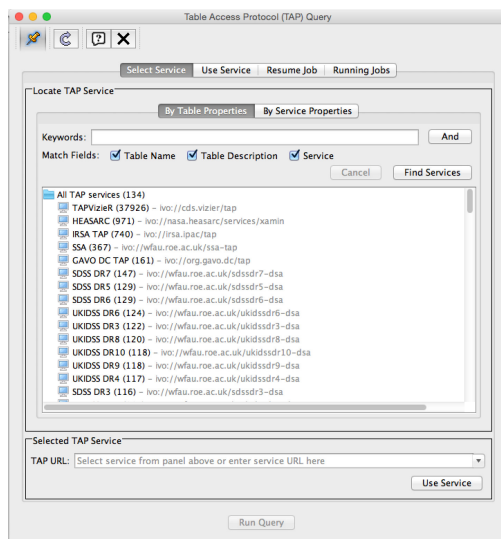 Table Access Protocol (TAP) Query
Select Service Use Service Resume Job Running Jobs
Locate TAP Service
By Table Properties By Service Properties
Keywords: And
Match Fields: Table Name Table Description Service
Cancel Find Services
All TAP services (134)
TAPVizieR (37926) - ivo://cds.vizier/tap
HEASARC (971) - ivo://nasa.heasarc/services/xamin
IRSA TAP (740) - ivo://irsa.ipac/tap
SSA (367) - ivo://wfau.roe.ac.uk/ssa-tap
GAVO DC TAP (161) - ivo://org.gavo.dc/tap
SDSS DR7 (147) - ivo://wfau.roe.ac.uk/sdssdr7-dsa
SDSS DR5 (129) - ivo://wfau.roe.ac.uk/sdssdr5-dsa
SDSS DR6 (129) - ivo://wfau.roe.ac.uk/sdssdr6-dsa
UKIDSS DR6 (124) - ivo://wfau.roe.ac.uk/ukidssdr6-dsa
UKIDSS DR3 (122) - ivo://wfau.roe.ac.uk/ukidssdr3-dsa
UKIDSS DR8 (120) - ivo://wfau.roe.ac.uk/ukidssdr8-dsa
UKIDSS DR10 (118) - ivo://wfau.roe.ac.uk/ukidssdr10-dsa
UKIDSS DR9 (118) - ivo://wfau.roe.ac.uk/ukidssdr9-dsa
UKIDSS DR4 (117) - ivo://wfau.roe.ac.uk/ukidssdr4-dsa
SDSS DR3 (116) - ivo://wfau.roe.ac.uk/sdssdr3-dsa
Selected TAP Service
TAP URL: Select service from panel above or enter service URL here
Use Service
Run Query